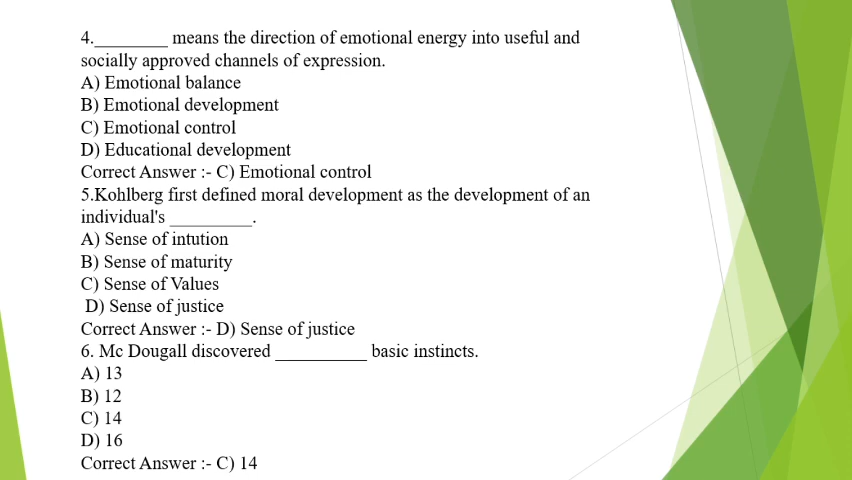 4.________ means the direction of emotional energy into useful and
socially approved channels of expression.
A) Emotional balance
B) Emotional development
C) Emotional control
D) Educational development
Correct Answer :- C) Emotional control
5.Kohlberg first defined moral development as the development of an
individual's _________.
A) Sense of intution
B) Sense of maturity
C) Sense of Values
D) Sense of justice
Correct Answer :- D) Sense of justice
6. Mc Dougall discovered __________ basic instincts.
A) 13
B) 12
C) 14
D) 16
Correct Answer :- C) 14